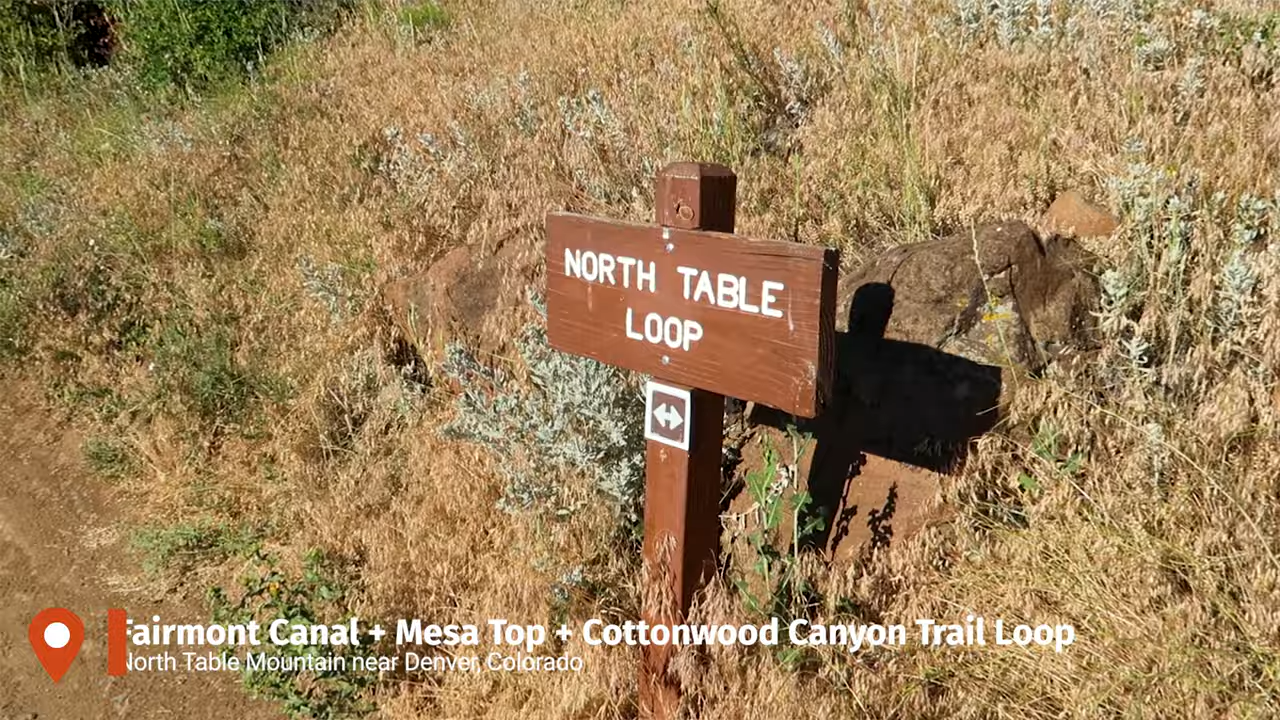 NORTH TABLE
LOOP
Fairmont Canal + Mesa Top + Cottonwood Canyon Trail Loop
North Table Mountain near Denver, Colorado